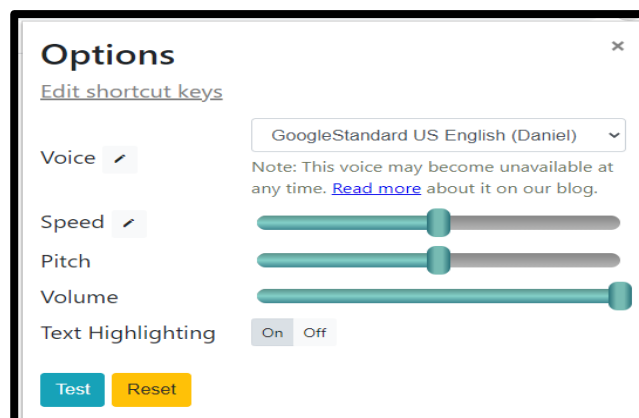 Options
×
Edit shortcut keys
Voice
GoogleStandard US English (Daniel)
Note: This voice may become unavailable at
any time. Read more about it on our blog.
Speed
Pitch
Volume
Text Highlighting
On Off
Test Reset